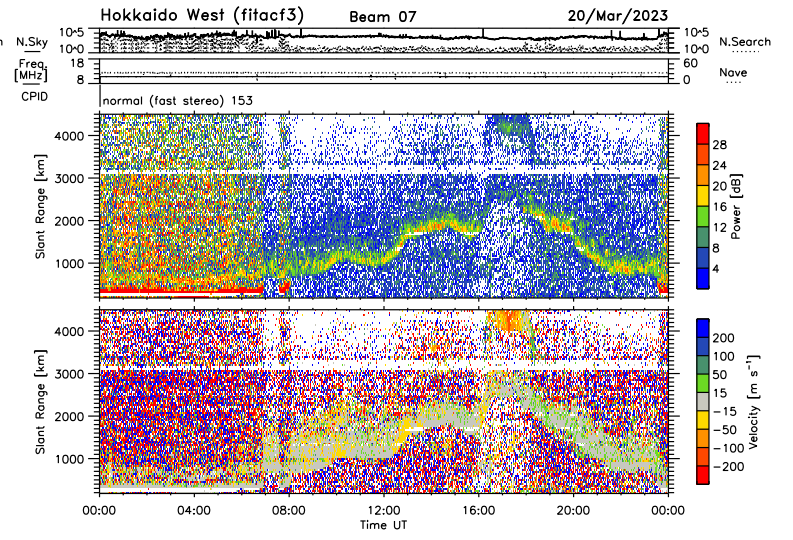 Hokkaido West (fitacf3) Beam 07 20/Mar/2023
N.Sky 10^5 10^0 10^5 10^0 N.Search
Freq. [MHz] 18 8 60 0 Nave
CPID normal (fast stereo) 153
Slant Range [km]
4000
3000
2000
1000
Power [dB]
28
24
20
16
12
8
4
Slant Range [km]
4000
3000
2000
1000
Velocity [m s⁻¹]
200
100
50
15
-15
-50
-100
-200
00:00 04:00 08:00 12:00 16:00 20:00 00:00
Time UT